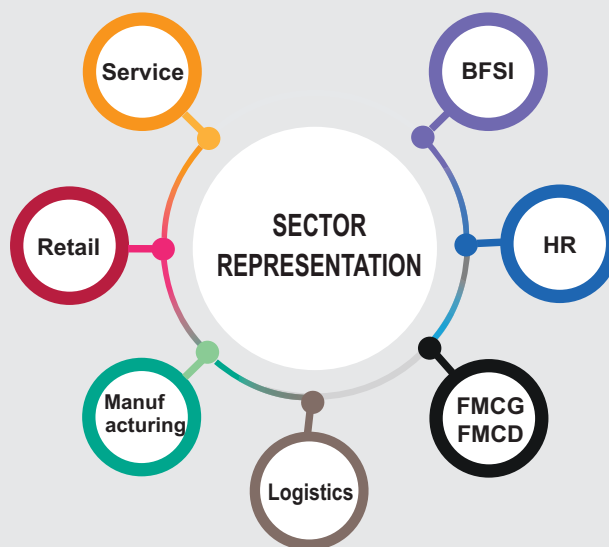 Service
BFSI
Retail
SECTOR
REPRESENTATION
HR
Manuf
acturing
FMCG
FMCD
Logistics